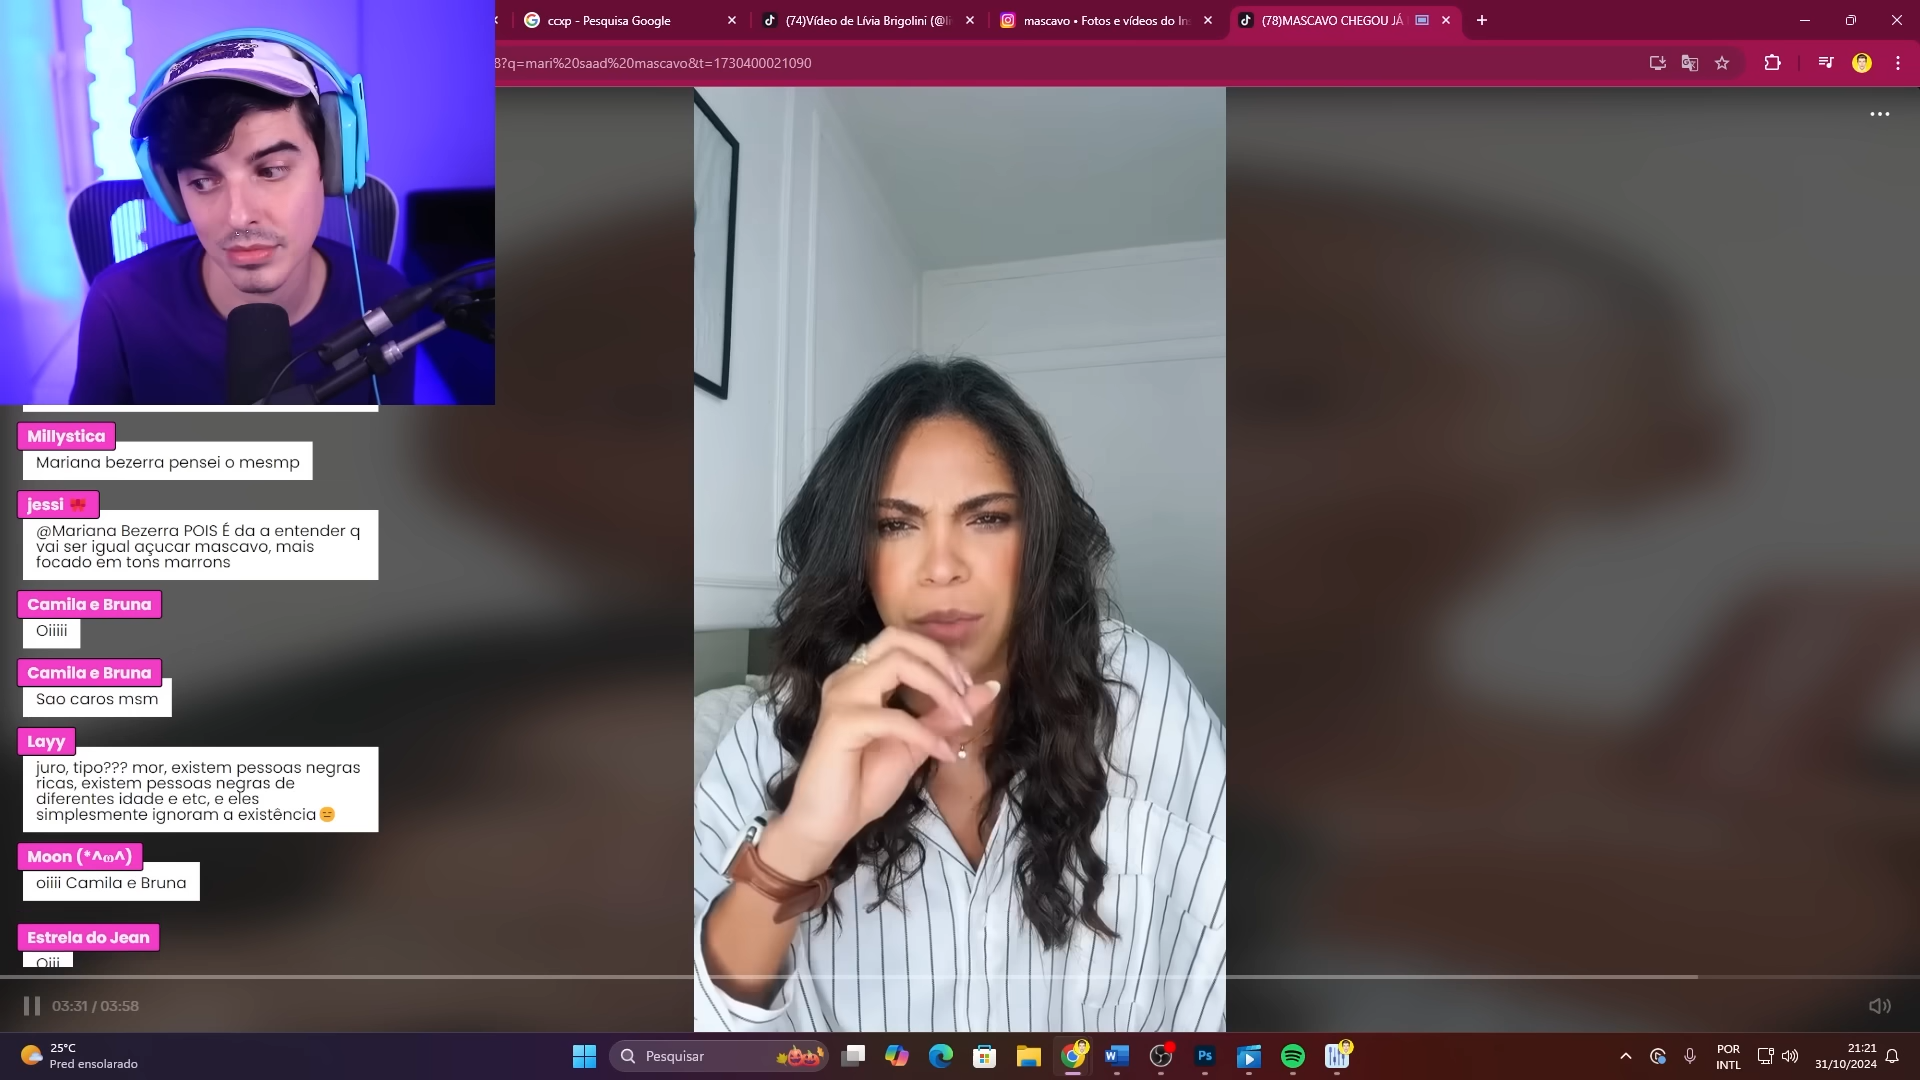 ccxp - Pesquisa Google
(74)Vídeo de Lívia Brigolini (@li
mascavo • Fotos e vídeos do In
(78)MASCAVO CHEGOU JÁ
8?q=mari%20saad%20mascavo&t=1730400021090
Millystica
Mariana bezerra pensei o mesmp
jessi 🎀
@Mariana Bezerra POIS É da a entender q
vai ser igual açucar mascavo, mais
focado em tons marrons
Camila e Bruna
Oiiiii
Camila e Bruna
Sao caros msm
Layy
juro, tipo??? mor, existem pessoas negras
ricas, existem pessoas negras de
diferentes idade e etc, e eles
simplesmente ignoram a existência😑
Moon (*^ω^)
oiiii Camila e Bruna
Estrela do Jean
Oiii
03:31 / 03:58
25°C
Pred ensolarado
Pesquisar
POR
INTL
21:21
31/10/2024